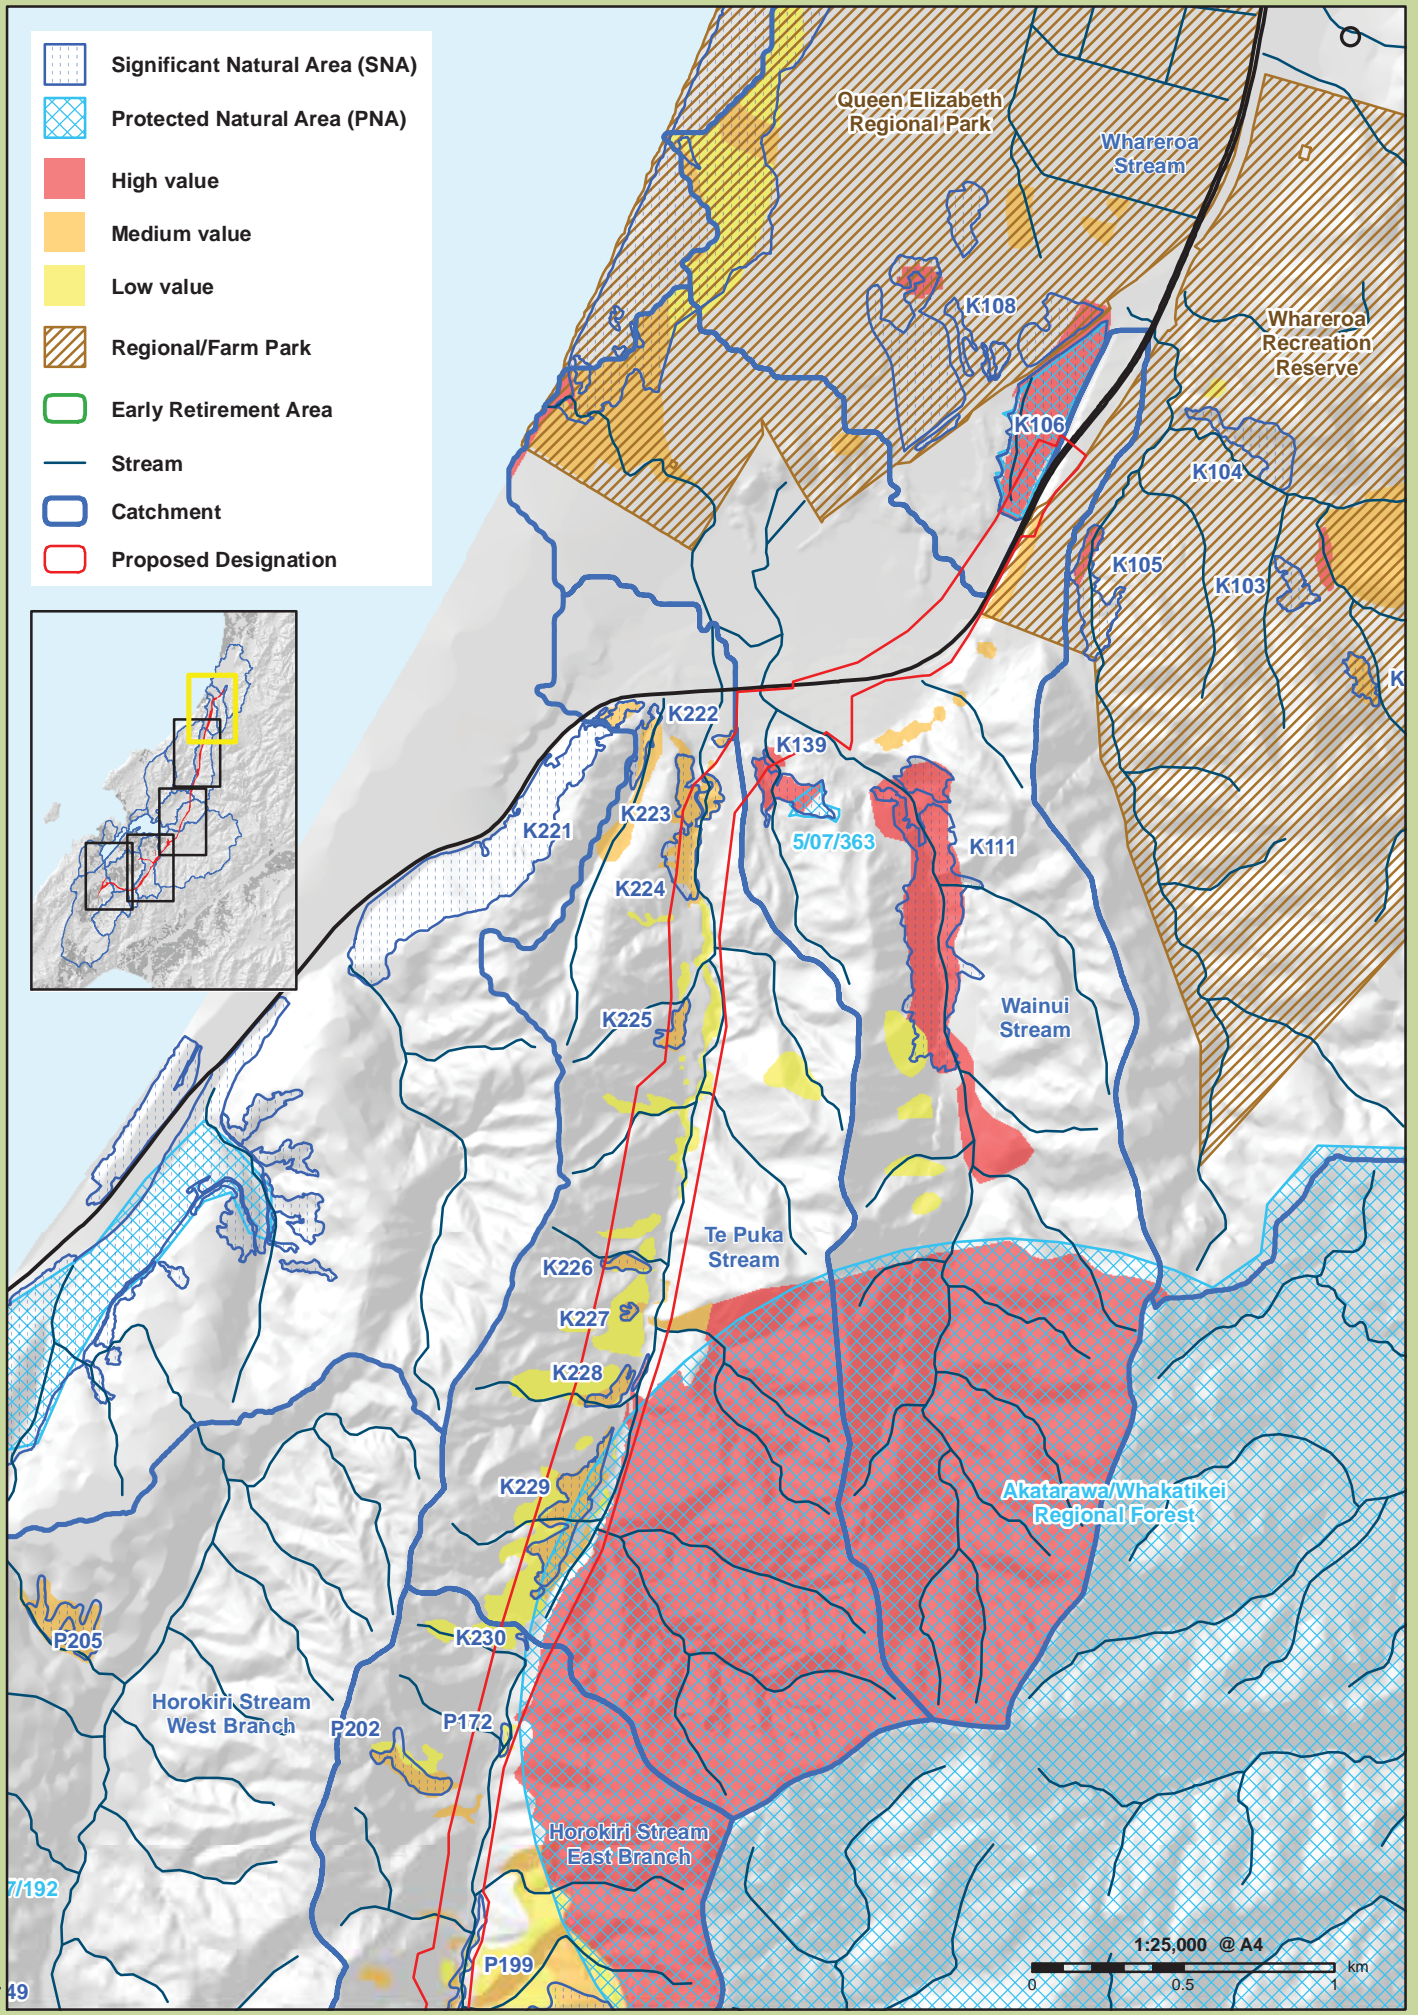 Significant Natural Area (SNA)
Protected Natural Area (PNA)
High value
Medium value
Low value
Regional/Farm Park
Early Retirement Area
Stream
Catchment
Proposed Designation
Queen Elizabeth
Regional Park
Whareroa
Stream
K108
Whareroa
Recreation
Reserve
K106
K104
K105
K103
K
K222
K139
K221
K223
5/07/363
K111
K224
K225
Wainui
Stream
Te Puka
Stream
K226
K227
K228
K229
Akatarawa/Whakatikei
Regional Forest
P205
K230
Horokiri Stream
West Branch
P202
P172
Horokiri Stream
East Branch
7/192
P199
49
1:25,000 @ A4
km
0
0.5
1